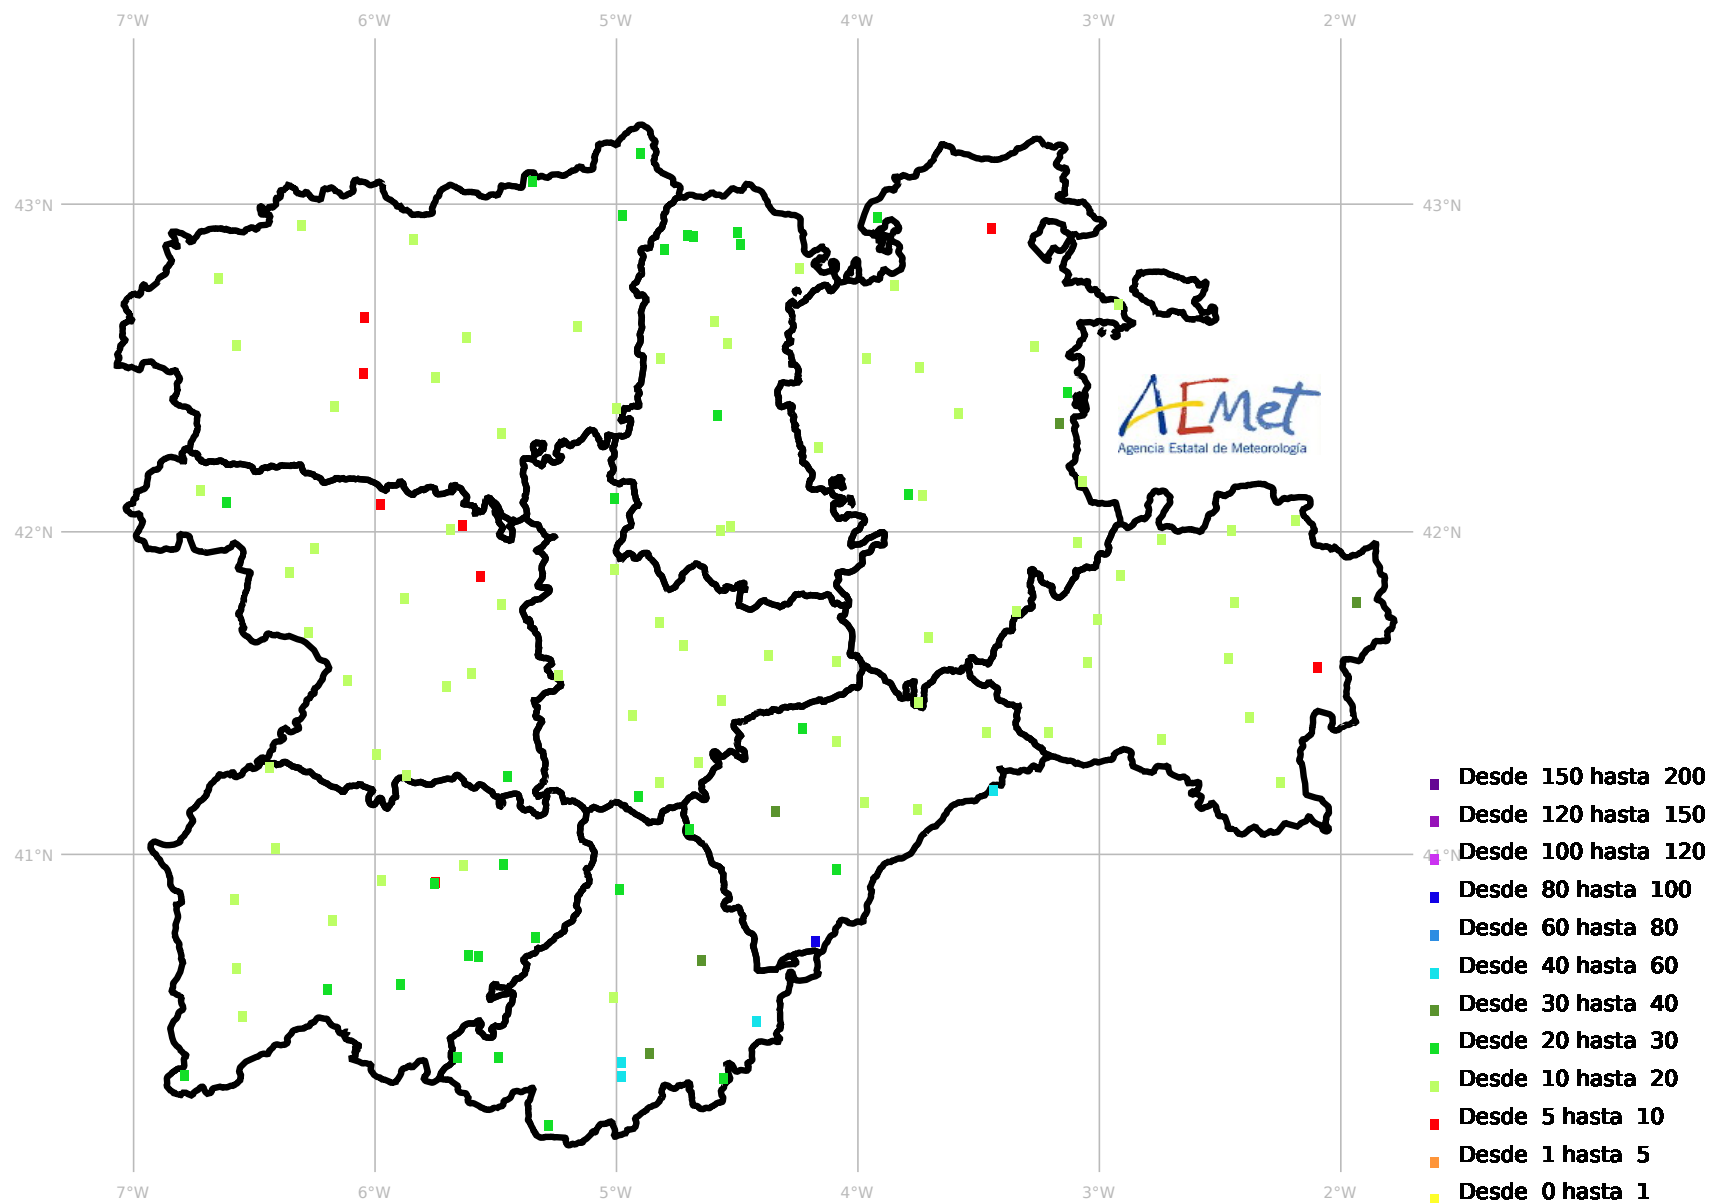 7°W 6°W 5°W 4°W 3°W 2°W
43°N 43°N
AEMet
Agencia Estatal de Meteorología
42°N 42°N
Desde 150 hasta 200
Desde 120 hasta 150
41°N Desde 100 hasta 120 41°N
Desde 80 hasta 100
Desde 60 hasta 80
Desde 40 hasta 60
Desde 30 hasta 40
Desde 20 hasta 30
Desde 10 hasta 20
Desde 5 hasta 10
Desde 1 hasta 5
Desde 0 hasta 1
7°W 6°W 5°W 4°W 3°W 2°W